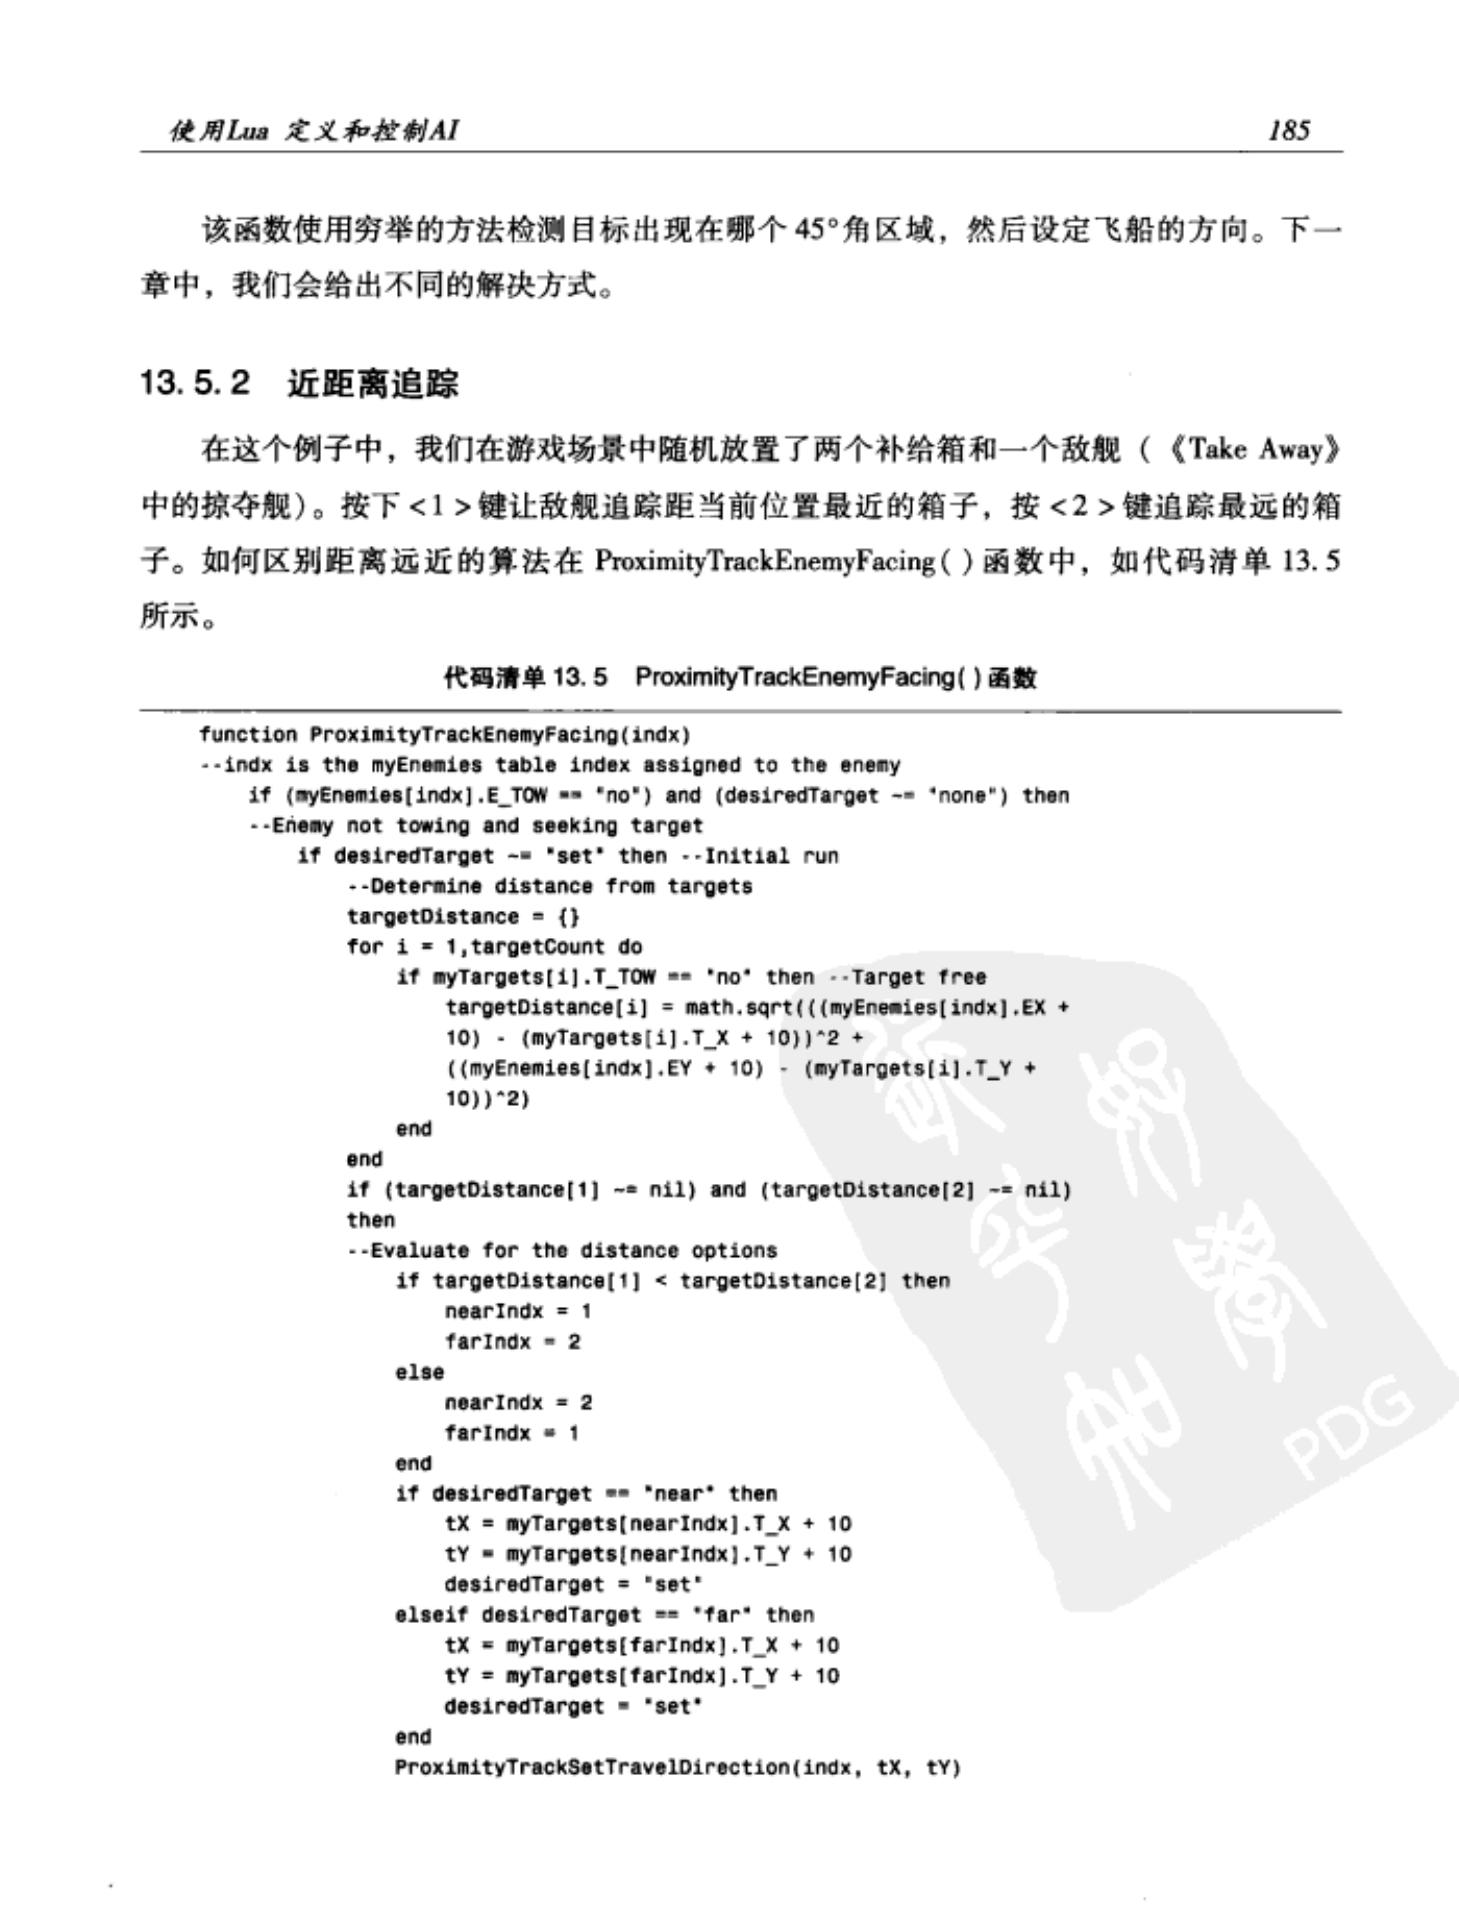 使用Lua 定义和控制AI 185
该函数使用穷举的方法检测目标出现在哪个 45°角区域，然后设定飞船的方向。下一
章中，我们会给出不同的解决方式。
13.5.2 近距离追踪
在这个例子中，我们在游戏场景中随机放置了两个补给箱和一个敌舰（《Take Away》
中的掠夺舰）。按下 <1 >键让敌舰追踪距当前位置最近的箱子，按 <2 >键追踪最远的箱
子。如何区别距离远近的算法在 ProximityTrackEnemyFacing( )函数中，如代码清单 13.5
所示。
代码清单 13.5 ProximityTrackEnemyFacing( )函数
function ProximityTrackEnemyFacing(indx)
--indx is the myEnemies table index assigned to the enemy
if (myEnemies[indx].E_TOW == "no") and (desiredTarget ~= "none") then
--Enemy not towing and seeking target
if desiredTarget ~= "set" then --Initial run
--Determine distance from targets
targetDistance = {}
for i = 1,targetCount do
if myTargets[i].T_TOW == "no" then --Target free
targetDistance[i] = math.sqrt(((myEnemies[indx].EX +
10) - (myTargets[i].T_X + 10))^2 +
((myEnemies[indx].EY + 10) - (myTargets[i].T_Y +
10))^2)
end
end
if (targetDistance[1] ~= nil) and (targetDistance[2] ~= nil)
then
--Evaluate for the distance options
if targetDistance[1] < targetDistance[2] then
nearIndx = 1
farIndx = 2
else
nearIndx = 2
farIndx = 1
end
if desiredTarget == "near" then
tX = myTargets[nearIndx].T_X + 10
tY = myTargets[nearIndx].T_Y + 10
desiredTarget = "set"
elseif desiredTarget == "far" then
tX = myTargets[farIndx].T_X + 10
tY = myTargets[farIndx].T_Y + 10
desiredTarget = "set"
end
ProximityTrackSetTravelDirection(indx, tX, tY)
PDG